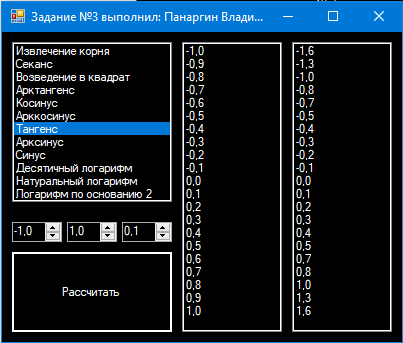 Задание №3 выполнил: Панаргин Влади...
Извлечение корня
Секанс
Возведение в квадрат
Арктангенс
Косинус
Арккосинус
Тангенс
Арксинус
Синус
Десятичный логарифм
Натуральный логарифм
Логарифм по основанию 2
-1,0 1,0 0,1
Рассчитать
-1,0
-0,9
-0,8
-0,7
-0,6
-0,5
-0,4
-0,3
-0,2
-0,1
0,0
0,1
0,2
0,3
0,4
0,5
0,6
0,7
0,8
0,9
1,0
-1,6
-1,3
-1,0
-0,8
-0,7
-0,5
-0,4
-0,3
-0,2
-0,1
0,0
0,1
0,2
0,3
0,4
0,5
0,7
0,8
1,0
1,3
1,6